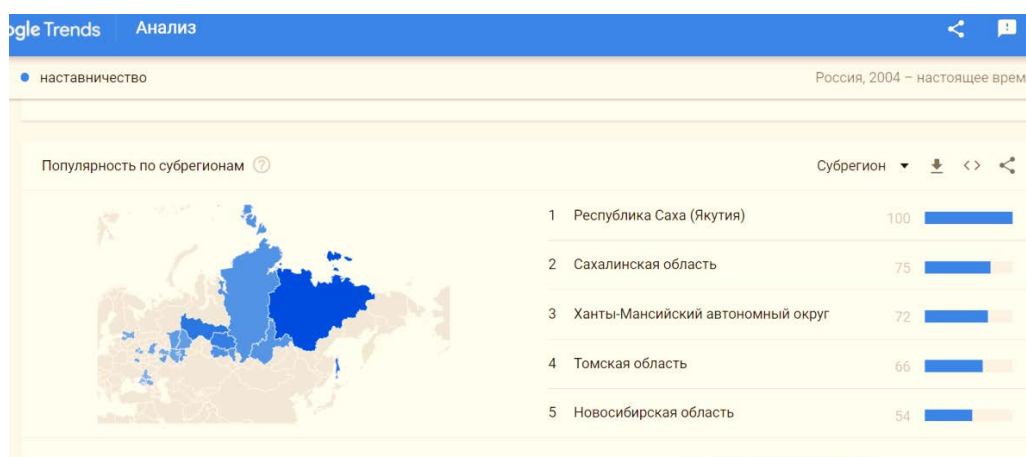 ogle Trends Анализ
наставничество Россия, 2004 – настоящее врем
Популярность по субрегионам Субрегион
1 Республика Саха (Якутия) 100
2 Сахалинская область 75
3 Ханты-Мансийский автономный округ 72
4 Томская область 66
5 Новосибирская область 54